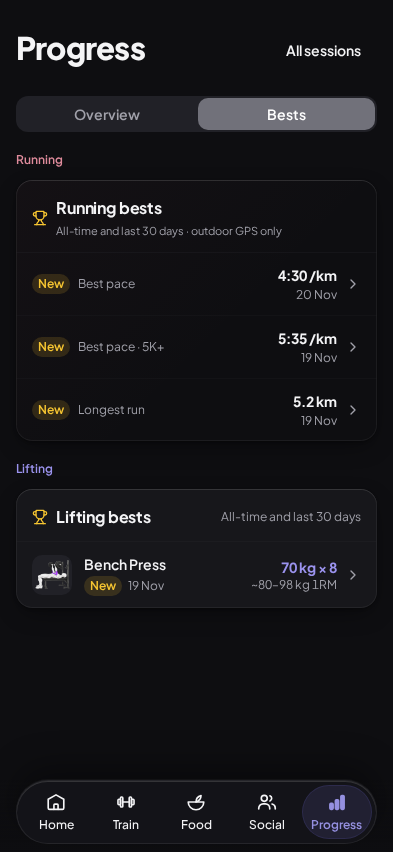 Progress
All sessions
Overview
Bests
Running
Running bests
All-time and last 30 days · outdoor GPS only
New Best pace
4:30/km
20 Nov
New Best pace · 5K+
5:35/km
19 Nov
New Longest run
5.2 km
19 Nov
Lifting
Lifting bests
All-time and last 30 days
Bench Press
New 19 Nov
70 kg × 8
~80–98 kg 1RM
Home
Train
Food
Social
Progress